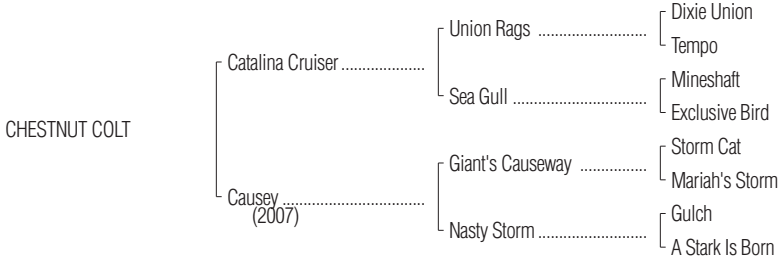 Dixie Union
Union Rags ..........................
Tempo
Catalina Cruiser ....................
Mineshaft
Sea Gull ................................
Exclusive Bird
CHESTNUT COLT
Storm Cat
Giant's Causeway ................
Mariah's Storm
Causey ..................................
(2007)
Gulch
Nasty Storm ..........................
A Stark Is Born